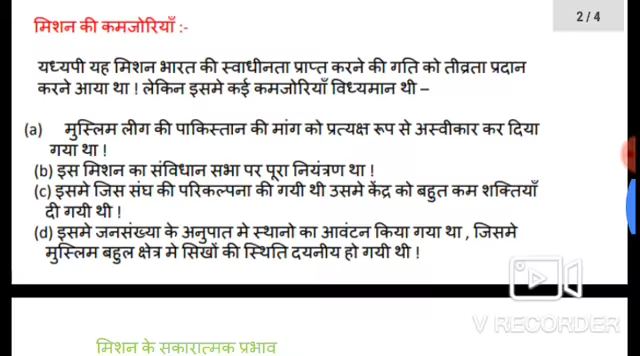 2 / 4
मिशन की कमजोरियाँ :-
यध्यपी यह मिशन भारत की स्वाधीनता प्राप्त करने की गति को तीव्रता प्रदान
करने आया था ! लेकिन इसमे कई कमजोरियाँ विध्यमान थी –
(a) मुस्लिम लीग की पाकिस्तान की मांग को प्रत्यक्ष रूप से अस्वीकार कर दिया
गया था !
(b) इस मिशन का संविधान सभा पर पूरा नियंत्रण था !
(c) इसमे जिस संघ की परिकल्पना की गयी थी उसमे केंद्र को बहुत कम शक्तियाँ
दी गयी थी !
(d) इसमे जनसंख्या के अनुपात मे स्थानो का आवंटन किया गया था , जिसमे
मुस्लिम बहुल क्षेत्र मे सिखों की स्थिति दयनीय हो गयी थी !
V RECORDER
मिशन के सकारात्मक प्रभाव